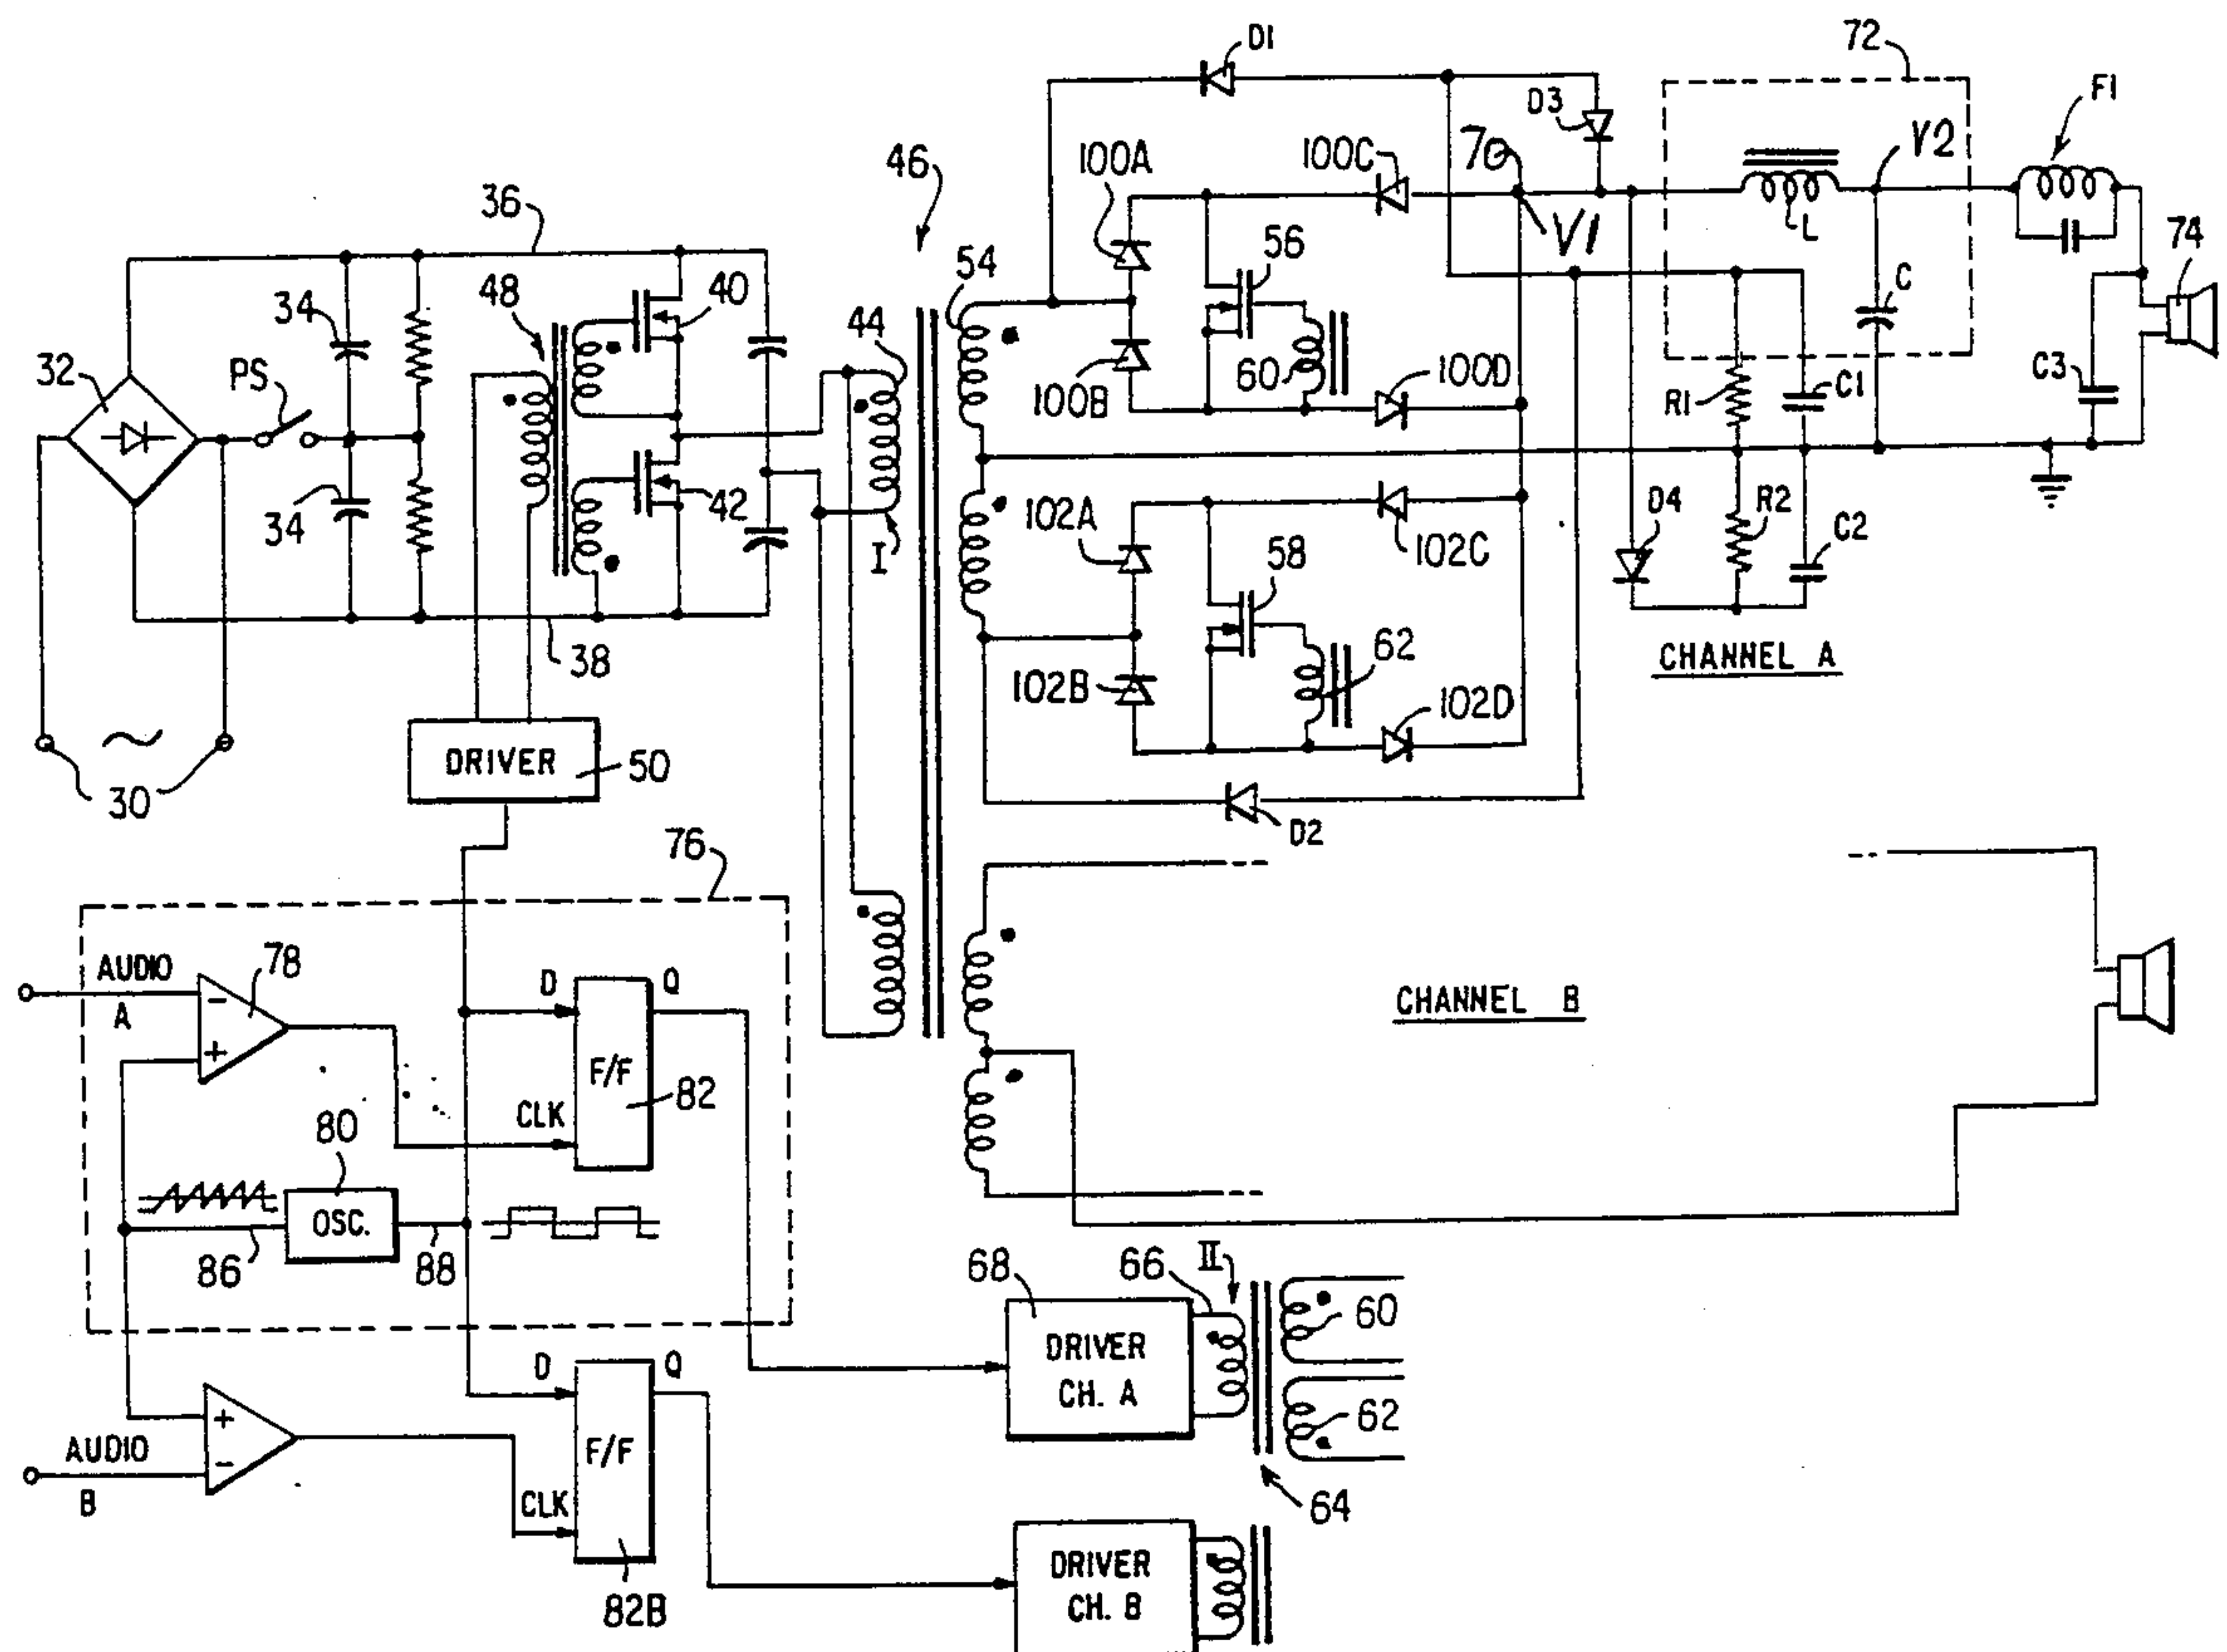 D1
72
F1
D3
70
V2
100A
100C
46
36
V1
L
74
56
54
48
40
44
34
C
32
PS
60
100D
C3
100B
R1
C1
42
34
102A
D4
R2
I
102C
C2
58
38
CHANNEL A
62
102B
102D
DRIVER
50
30
~
D2
76
AUDIO
A
78
-
+
D
Q
CHANNEL B
F/F
82
CLK
80
OSC.
86
88
68
66
II
60
DRIVER
CH. A
D
Q
62
+
-
AUDIO
B
F/F
CLK
64
82B
DRIVER
CH. B